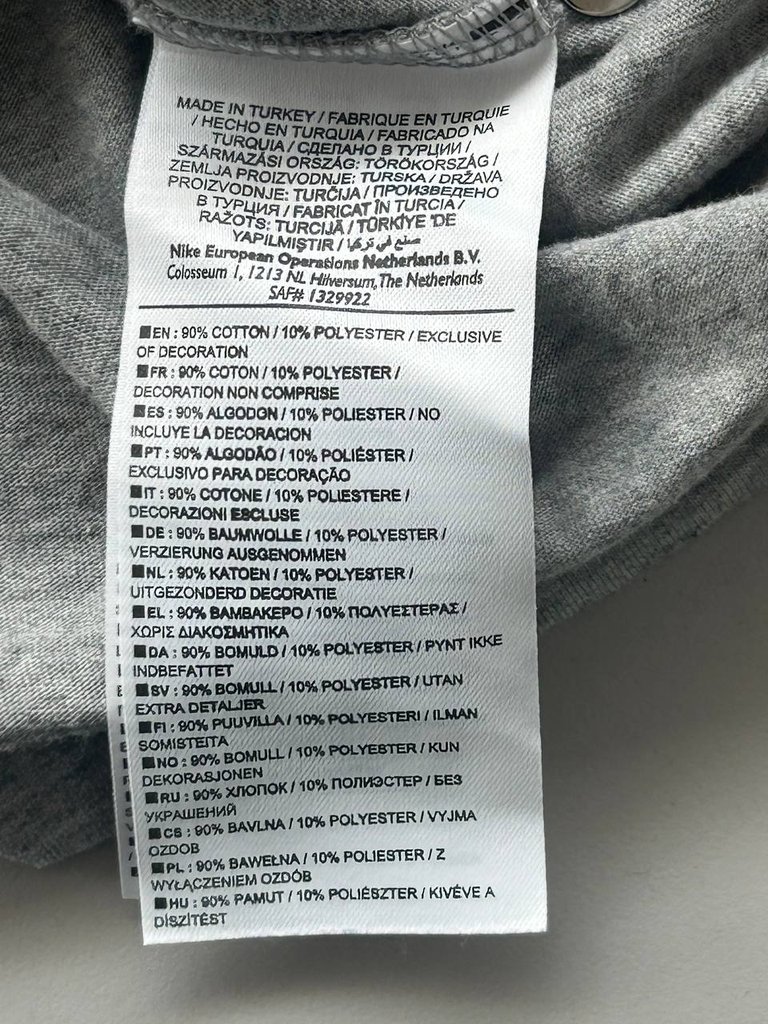 MADE IN TURKEY / FABRIQUE EN TURQUIE
/ HECHO EN TURQUIA / FABRICADO NA
TURQUIA / СДЕЛАНО В ТУРЦИИ /
SZÁRMAZÁSI ORSZÁG: TÖRÖKORSZÁG /
ZEMLJA PROIZVODNJE: TURSKA / DRŽAVA
PROIZVODNJE: TURČIJA / ПРОИЗВЕДЕНО
В ТУРЦИЯ / FABRICAT ÎN TURCIA /
RAŽOTS: TURCIJĀ / TÜRKİYE 'DE
YAPILMIŞTIR / صنع في تركيا /
Nike European Operations Netherlands B.V.
Colosseum 1, 1213 NL Hilversum, The Netherlands
SAF# 1329922
■EN : 90% COTTON / 10% POLYESTER / EXCLUSIVE
OF DECORATION
■FR : 90% COTON / 10% POLYESTER /
DECORATION NON COMPRISE
■ES : 90% ALGODON / 10% POLIESTER / NO
INCLUYE LA DECORACION
■PT : 90% ALGODÃO / 10% POLIÉSTER /
EXCLUSIVO PARA DECORAÇÃO
■IT : 90% COTONE / 10% POLIESTERE /
DECORAZIONI ESCLUSE
■DE : 90% BAUMWOLLE / 10% POLYESTER /
VERZIERUNG AUSGENOMMEN
■NL : 90% KATOEN / 10% POLYESTER /
UITGEZONDERD DECORATIE
■EL : 90% ΒΑΜΒΑΚΕΡΟ / 10% ΠΟΛΥΕΣΤΕΡΑΣ /
ΧΩΡΙΣ ΔΙΑΚΟΣΜΗΤΙΚΑ
■DA : 90% BOMULD / 10% POLYESTER / PYNT IKKE
INDBEFATTET
■SV : 90% BOMULL / 10% POLYESTER / UTAN
EXTRA DETALJER
■FI : 90% PUUVILLA / 10% POLYESTERI / ILMAN
SOMISTEITA
■NO : 90% BOMULL / 10% POLYESTER / KUN
DEKORASJONEN
■RU : 90% ХЛОПОК / 10% ПОЛИЭСТЕР / БЕЗ
УКРАШЕНИЙ
■CS : 90% BAVLNA / 10% POLYESTER / VYJMA
OZDOB
■PL : 90% BAWEŁNA / 10% POLIESTER / Z
WYŁĄCZENIEM OZDÓB
■HU : 90% PAMUT / 10% POLIÉSZTER / KIVÉVE A
DÍSZÍTÉST